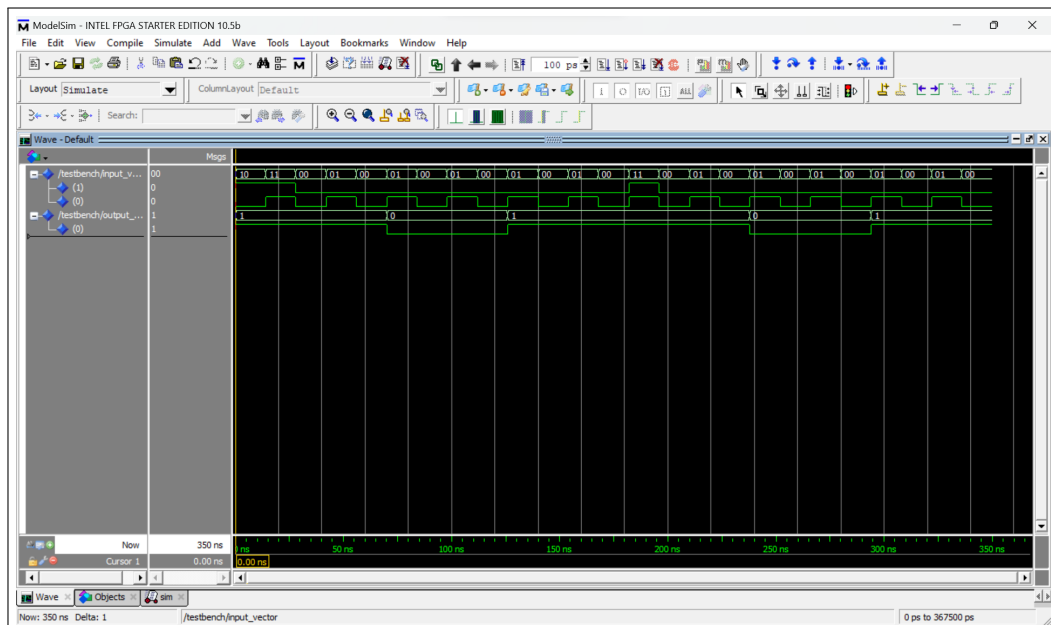 ModelSim - INTEL FPGA STARTER EDITION 10.5b
File Edit View Compile Simulate Add Wave Tools Layout Bookmarks Window Help
100 ps
Layout Simulate
ColumnLayout Default
I O I/O ALL
Search:
Wave - Default
Msgs
/testbench/input_v... 00 10 11 00 01 00 01 00 01 00 01 00 01 00 11 00 01 00 01 00 01 00 01 00 01 00
(1) 0
(0) 0
/testbench/output_... 1 1 0 1 0 1
(0) 1
Now 350 ns ns 50 ns 100 ns 150 ns 200 ns 250 ns 300 ns 350 ns
Cursor 1 0.00 ns 0.00 ns
Wave Objects sim
Now: 350 ns Delta: 1 /testbench/input_vector 0 ps to 367500 ps